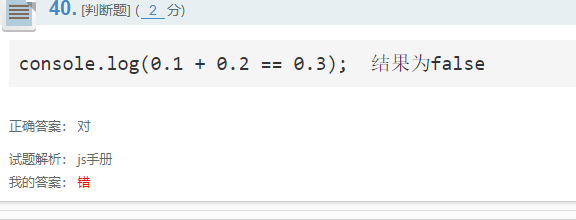 40. [判断题] ( 2 分)
console.log(0.1 + 0.2 == 0.3);  结果为false
正确答案： 对
试题解析： js手册
我的答案： 错